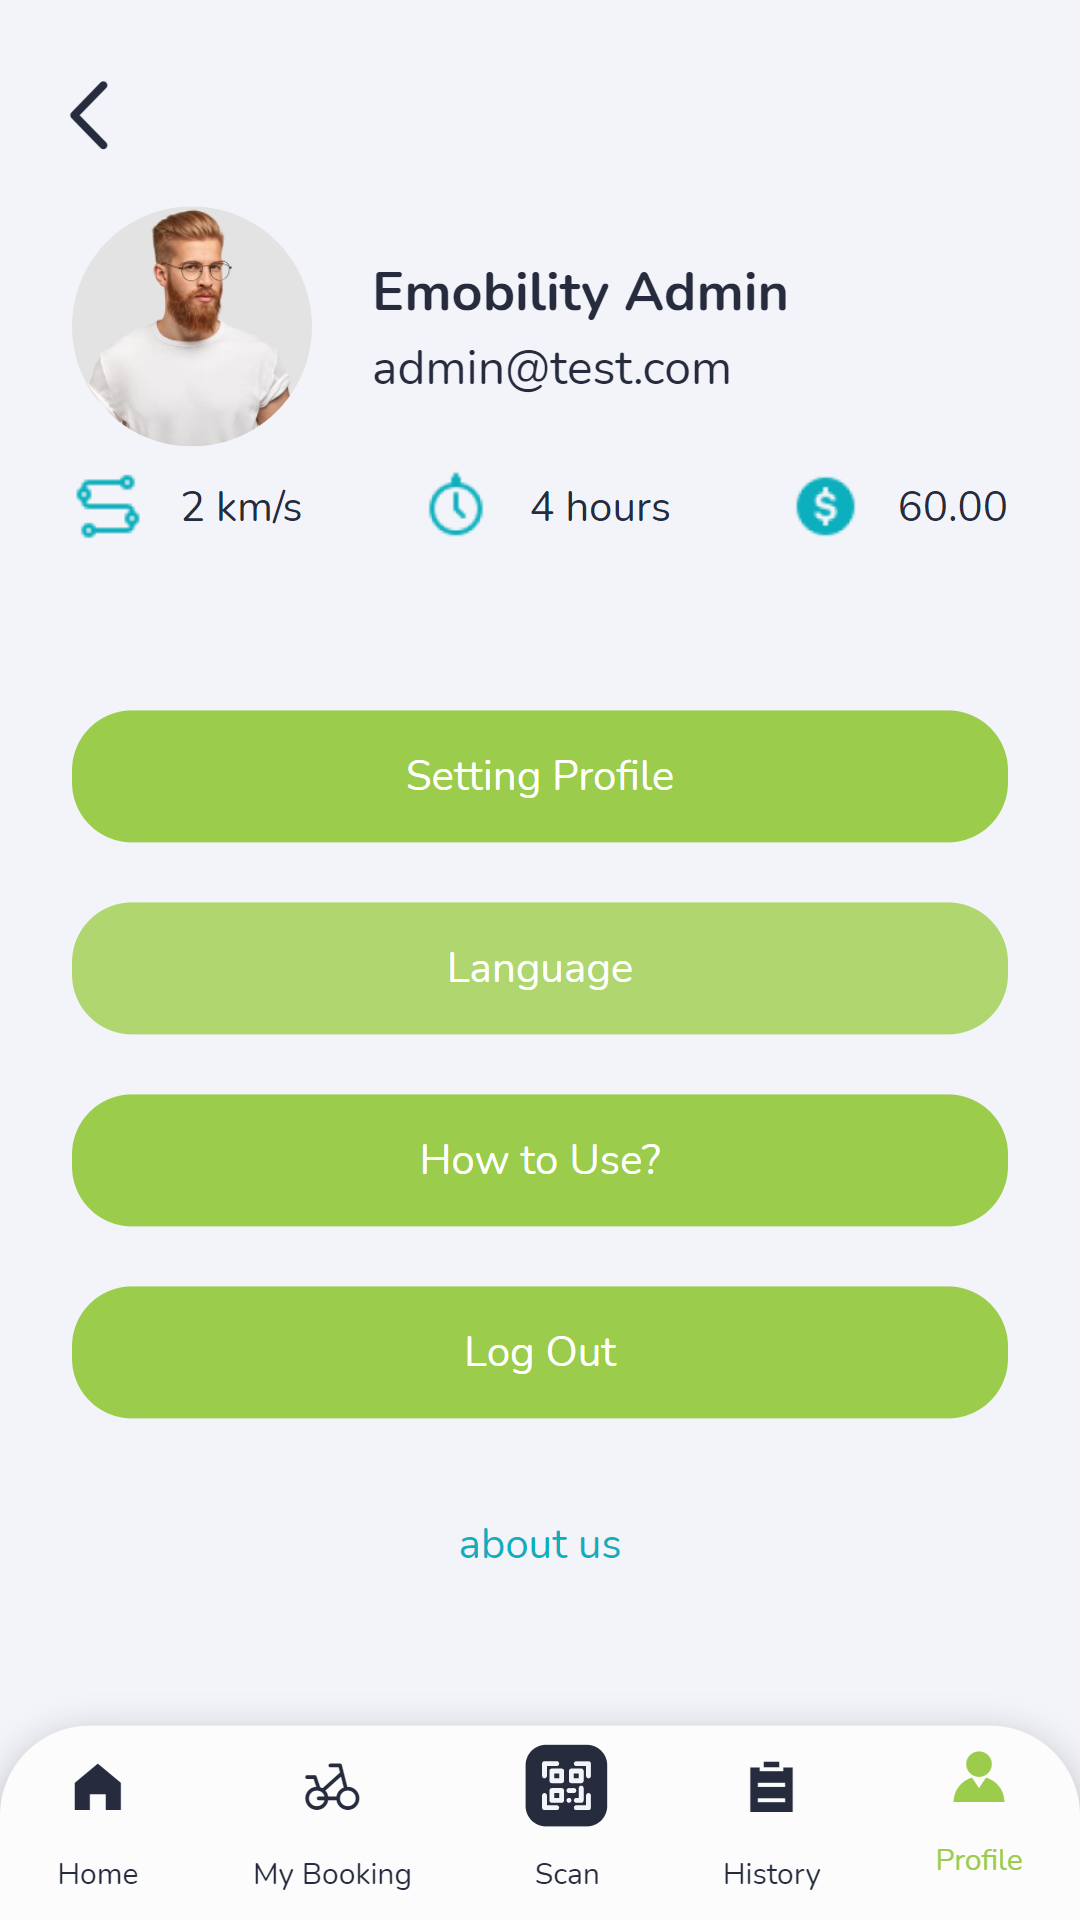 Emobility Admin
admin@test.com
2 km/s
4 hours
60.00
Setting Profile
Language
How to Use?
Log Out
about us
Home
My Booking
Scan
History
Profile